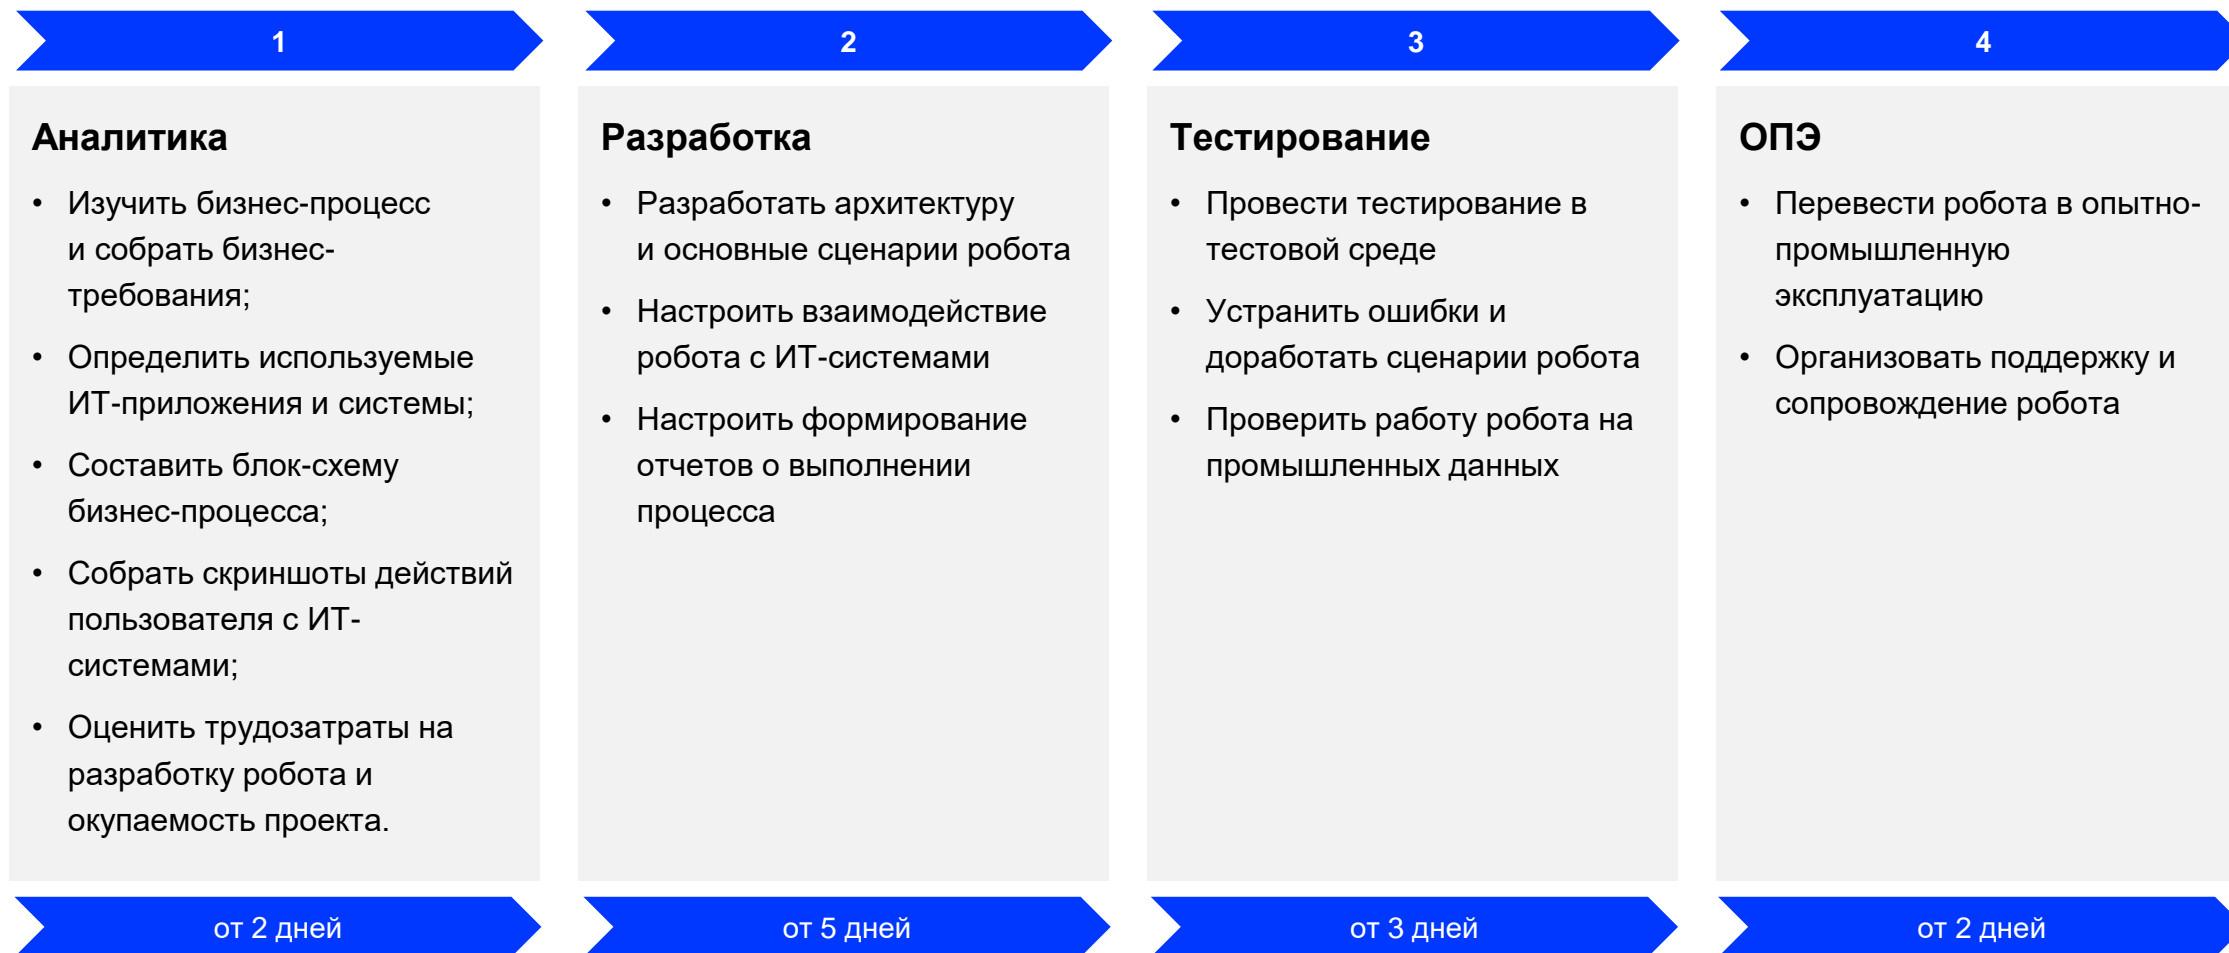 1
Аналитика
• Изучить бизнес-процесс
и собрать бизнес-
требования;
• Определить используемые
ИТ-приложения и системы;
• Составить блок-схему
бизнес-процесса;
• Собрать скриншоты действий
пользователя с ИТ-
системами;
• Оценить трудозатраты на
разработку робота и
окупаемость проекта.
от 2 дней
2
Разработка
• Разработать архитектуру
и основные сценарии робота
• Настроить взаимодействие
робота с ИТ-системами
• Настроить формирование
отчетов о выполнении
процесса
от 5 дней
3
Тестирование
• Провести тестирование в
тестовой среде
• Устранить ошибки и
доработать сценарии робота
• Проверить работу робота на
промышленных данных
от 3 дней
4
ОПЭ
• Перевести робота в опытно-
промышленную
эксплуатацию
• Организовать поддержку и
сопровождение робота
от 2 дней